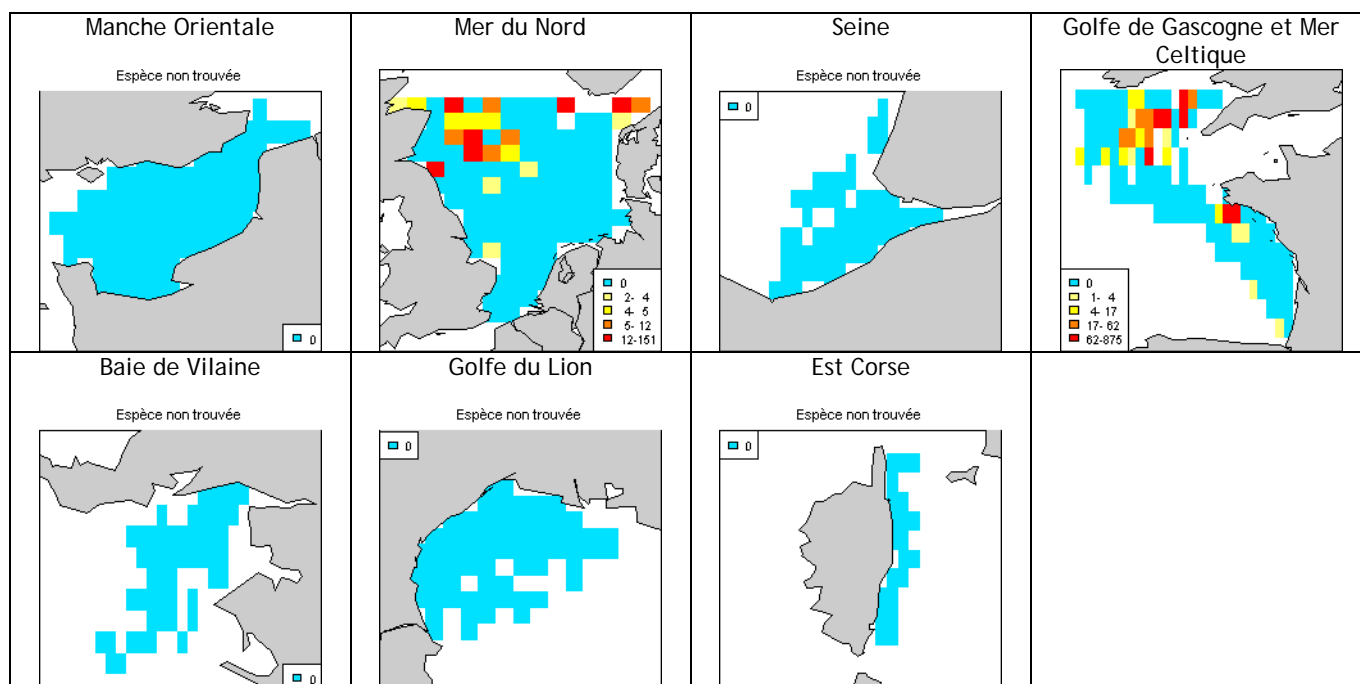 Manche Orientale
Espèce non trouvée
0
Mer du Nord
0
2- 4
4- 5
5- 12
12-151
Seine
Espèce non trouvée
0
Golfe de Gascogne et Mer
Celtique
0
1- 4
4- 17
17- 62
62-875
Baie de Vilaine
Espèce non trouvée
0
Golfe du Lion
Espèce non trouvée
0
Est Corse
Espèce non trouvée
0